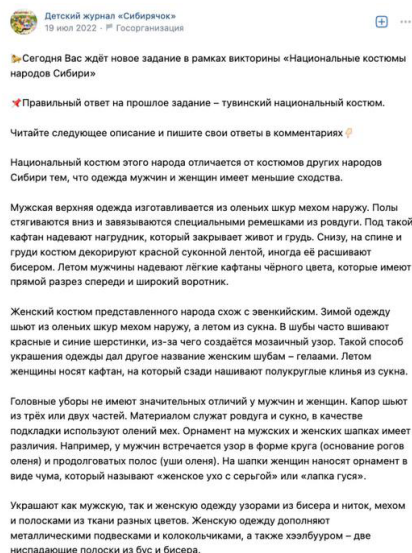 Детский журнал «Сибирячок»
19 июл 2022 · Госорганизация
Сегодня Вас ждёт новое задание в рамках викторины «Национальные костюмы
народов Сибири»
Правильный ответ на прошлое задание – тувинский национальный костюм.
Читайте следующее описание и пишите свои ответы в комментариях
Национальный костюм этого народа отличается от костюмов других народов
Сибири тем, что одежда мужчин и женщин имеет меньшие сходства.
Мужская верхняя одежда изготавливается из оленьих шкур мехом наружу. Полы
стягиваются вниз и завязываются специальными ремешками из ровдуги. Под такой
кафтан надевают нагрудник, который закрывает живот и грудь. Снизу, на спине и
груди костюм декорируют красной суконной лентой, иногда её расшивают
бисером. Летом мужчины надевают лёгкие кафтаны чёрного цвета, которые имеют
прямой разрез спереди и широкий воротник.
Женский костюм представленного народа схож с эвенкийским. Зимой одежду
шьют из оленьих шкур мехом наружу, а летом из сукна. В шубы часто вшивают
красные и синие шерстинки, из-за чего создаётся мозаичный узор. Такой способ
украшения одежды дал другое название женским шубам – гелаами. Летом
женщины носят кафтан, на который сзади нашивают полукруглые клинья из сукна.
Головные уборы не имеют значительных отличий у мужчин и женщин. Капор шьют
из трёх или двух частей. Материалом служат ровдуга и сукно, в качестве
подкладки используют олений мех. Орнамент на мужских и женских шапках имеет
различия. Например, у мужчин встречается узор в форме круга (основание рогов
оленя) и продолговатых полос (уши оленя). На шапки женщин наносят орнамент в
виде чума, который называют «женское ухо с серьгой» или «лапка гуся».
Украшают как мужскую, так и женскую одежду узорами из бисера и ниток, мехом
и полосками из ткани разных цветов. Женскую одежду дополняют
металлическими подвесками и колокольчиками, а также хээлбууром – две
ниспадающие полоски из бус и бисера.